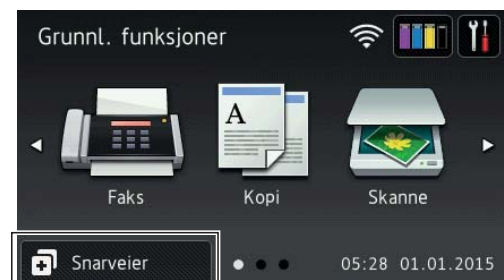 Grunnl. funksjoner
A
Faks
Kopi
Skanne
Snarveier
05:28 01.01.2015